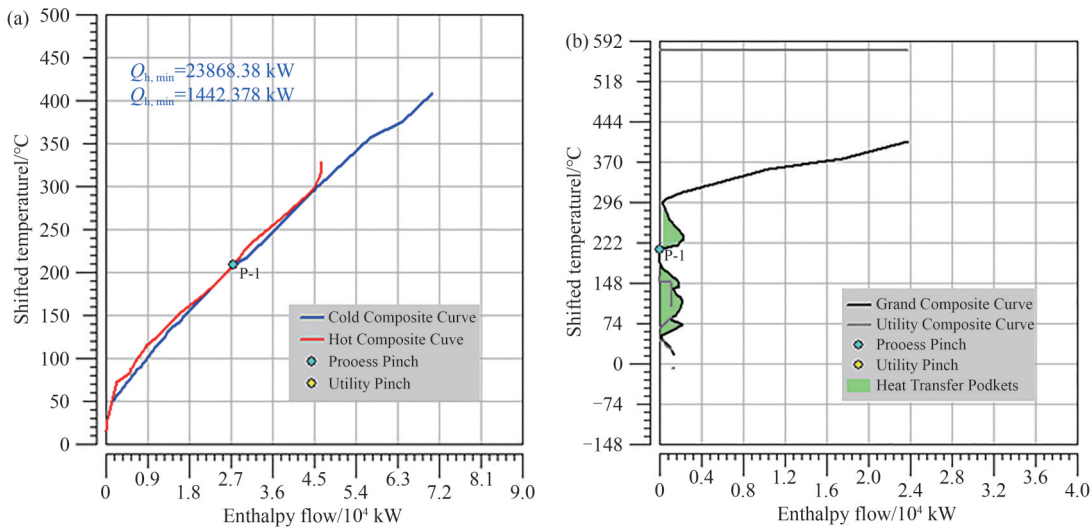 (a)
500
450
400
350
300
250
200
150
100
50
0
Shifted temperaturel/°C
Qh, min=23868.38 kW
Qh, min=1442.378 kW
P-1
Cold Composite Curve
Hot Composite Cuve
Prooess Pinch
Utility Pinch
0 0.9 1.8 2.7 3.6 4.5 5.4 6.3 7.2 8.1 9.0
Enthalpy flow/10⁴ kW
(b)
592
518
444
370
296
222
148
74
0
−74
−148
Shifted temperaturel/°C
P-1
Grand Composite Curve
Utility Composite Curve
Prooess Pinch
Utility Pinch
Heat Transfer Podkets
0 0.4 0.8 1.2 1.6 2.0 2.4 2.8 3.2 3.6 4.0
Enthalpy flow/10⁴ kW